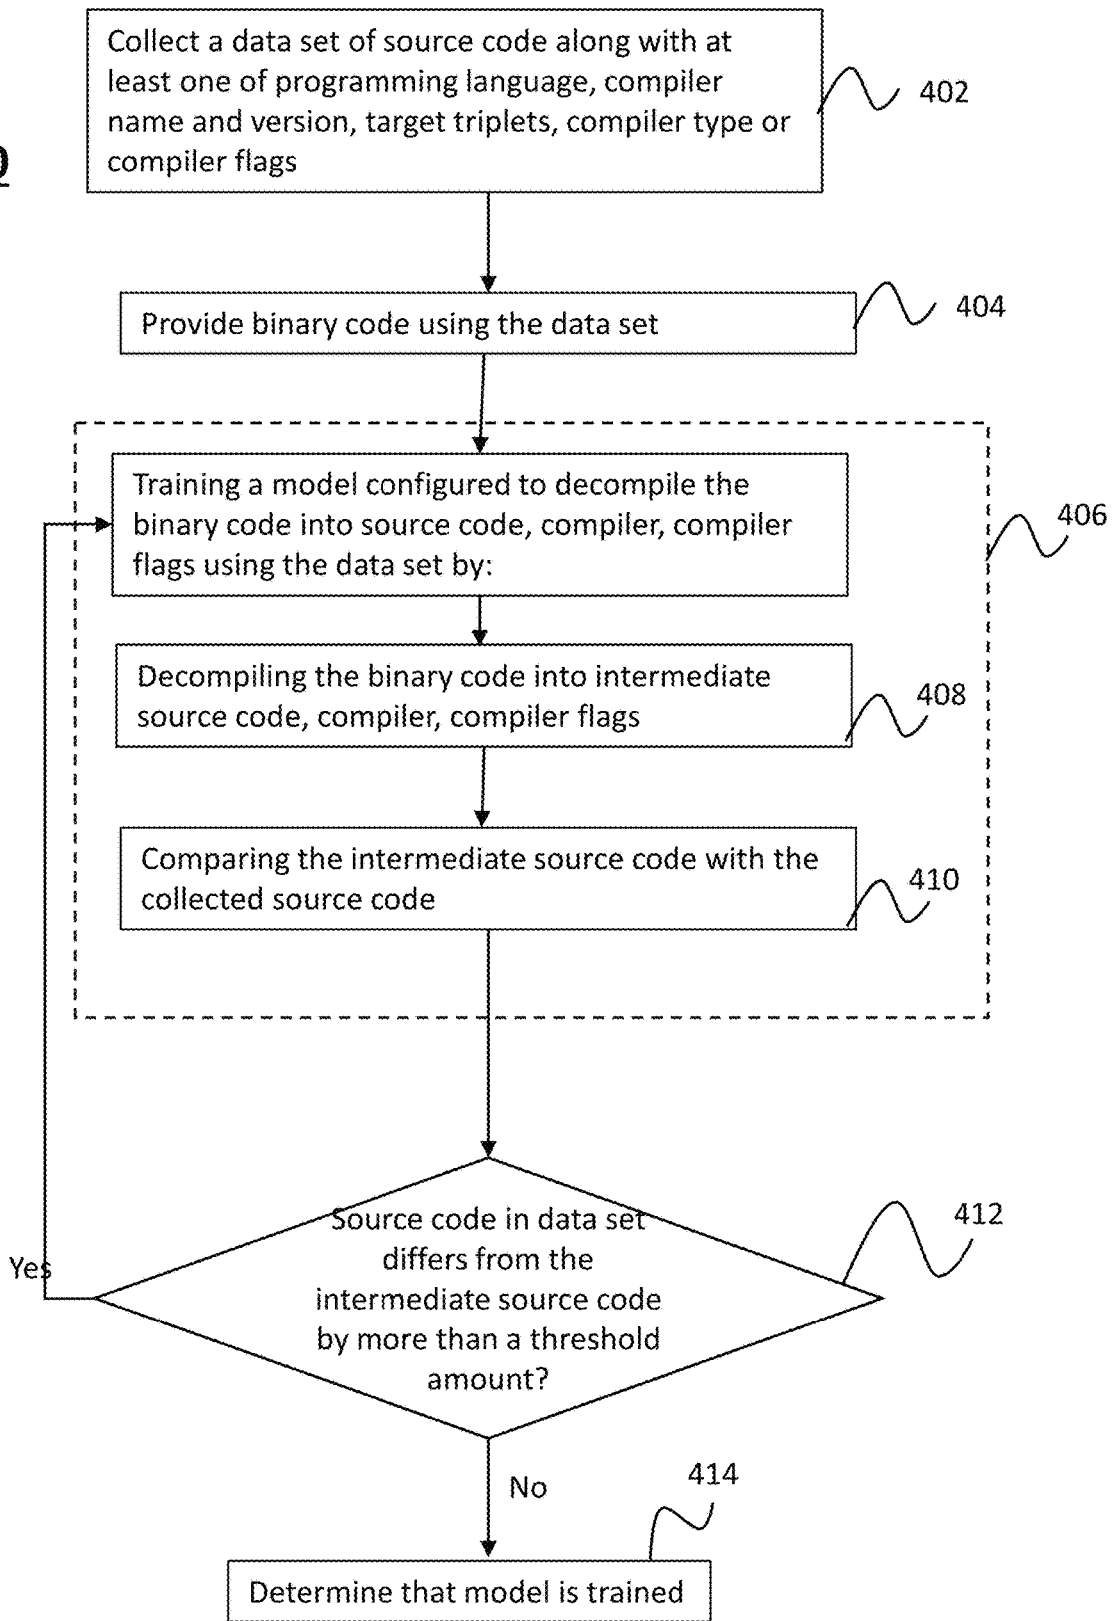 Collect a data set of source code along with at
least one of programming language, compiler
name and version, target triplets, compiler type or
compiler flags
402
Provide binary code using the data set
404
Training a model configured to decompile the
binary code into source code, compiler, compiler
flags using the data set by:
406
Decompiling the binary code into intermediate
source code, compiler, compiler flags
408
Comparing the intermediate source code with the
collected source code
410
Source code in data set
differs from the
intermediate source code
by more than a threshold
amount?
412
Yes
No
414
Determine that model is trained